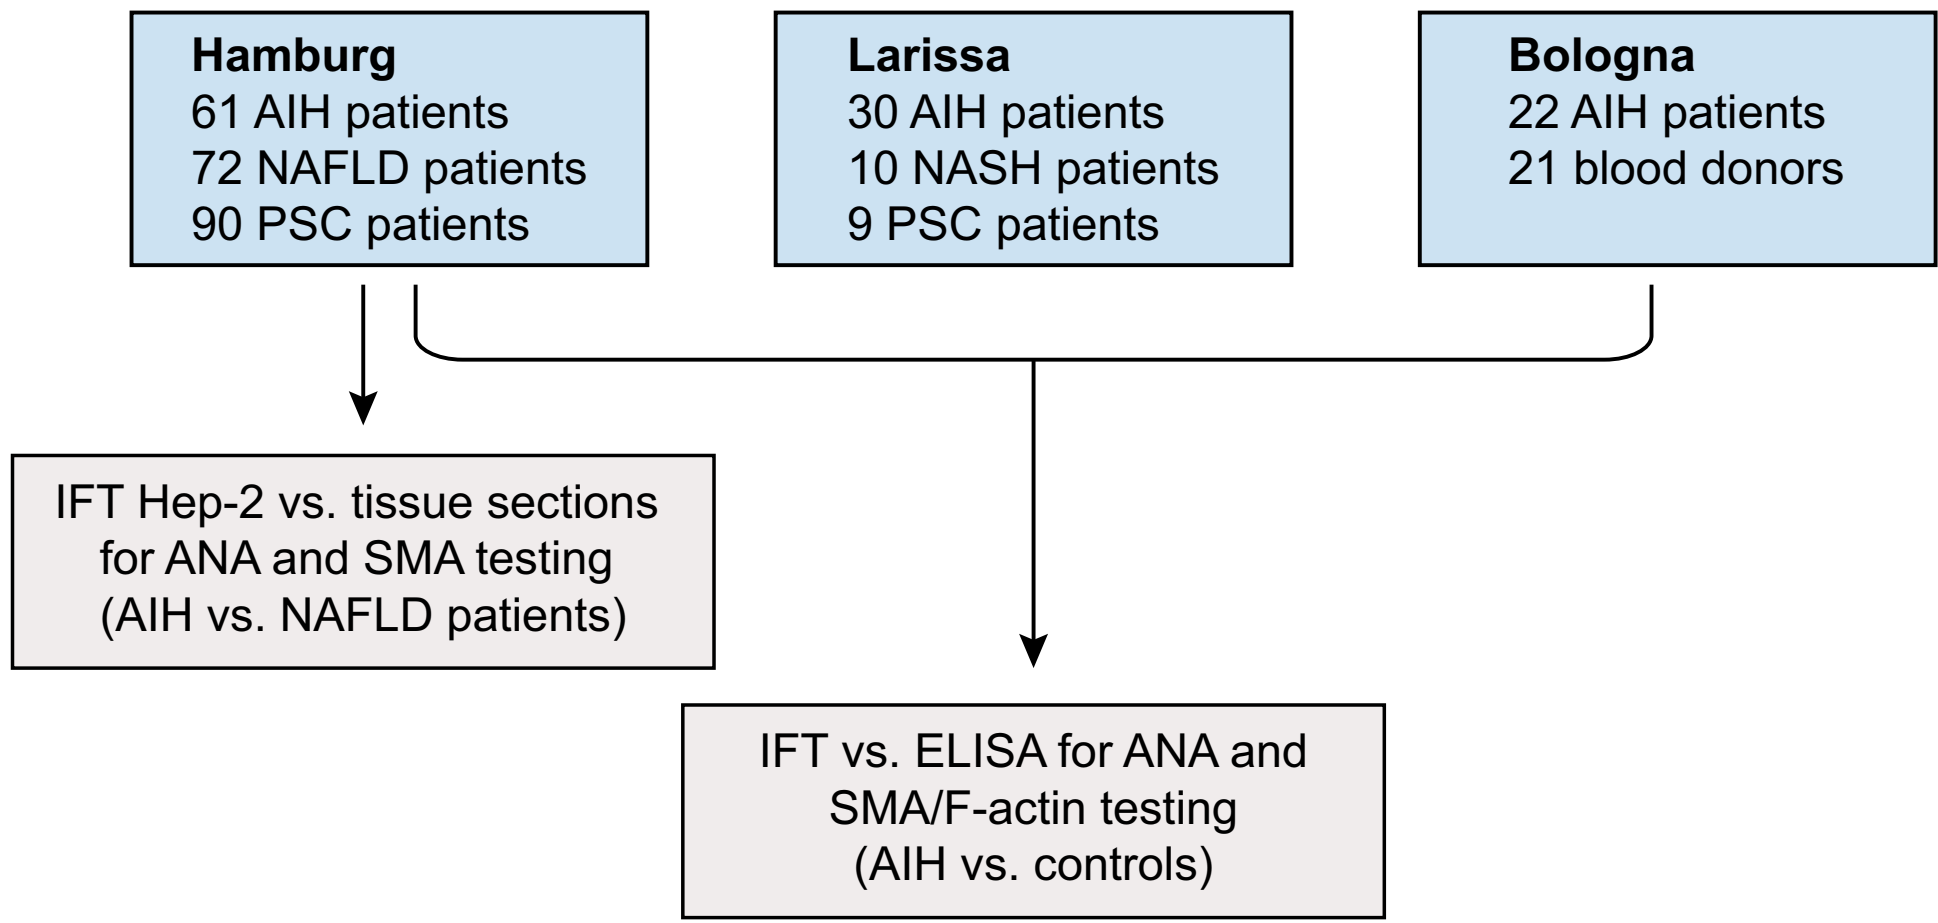 Hamburg
61 AIH patients
72 NAFLD patients
90 PSC patients
Larissa
30 AIH patients
10 NASH patients
9 PSC patients
Bologna
22 AIH patients
21 blood donors
IFT Hep-2 vs. tissue sections
for ANA and SMA testing
(AIH vs. NAFLD patients)
IFT vs. ELISA for ANA and
SMA/F-actin testing
(AIH vs. controls)